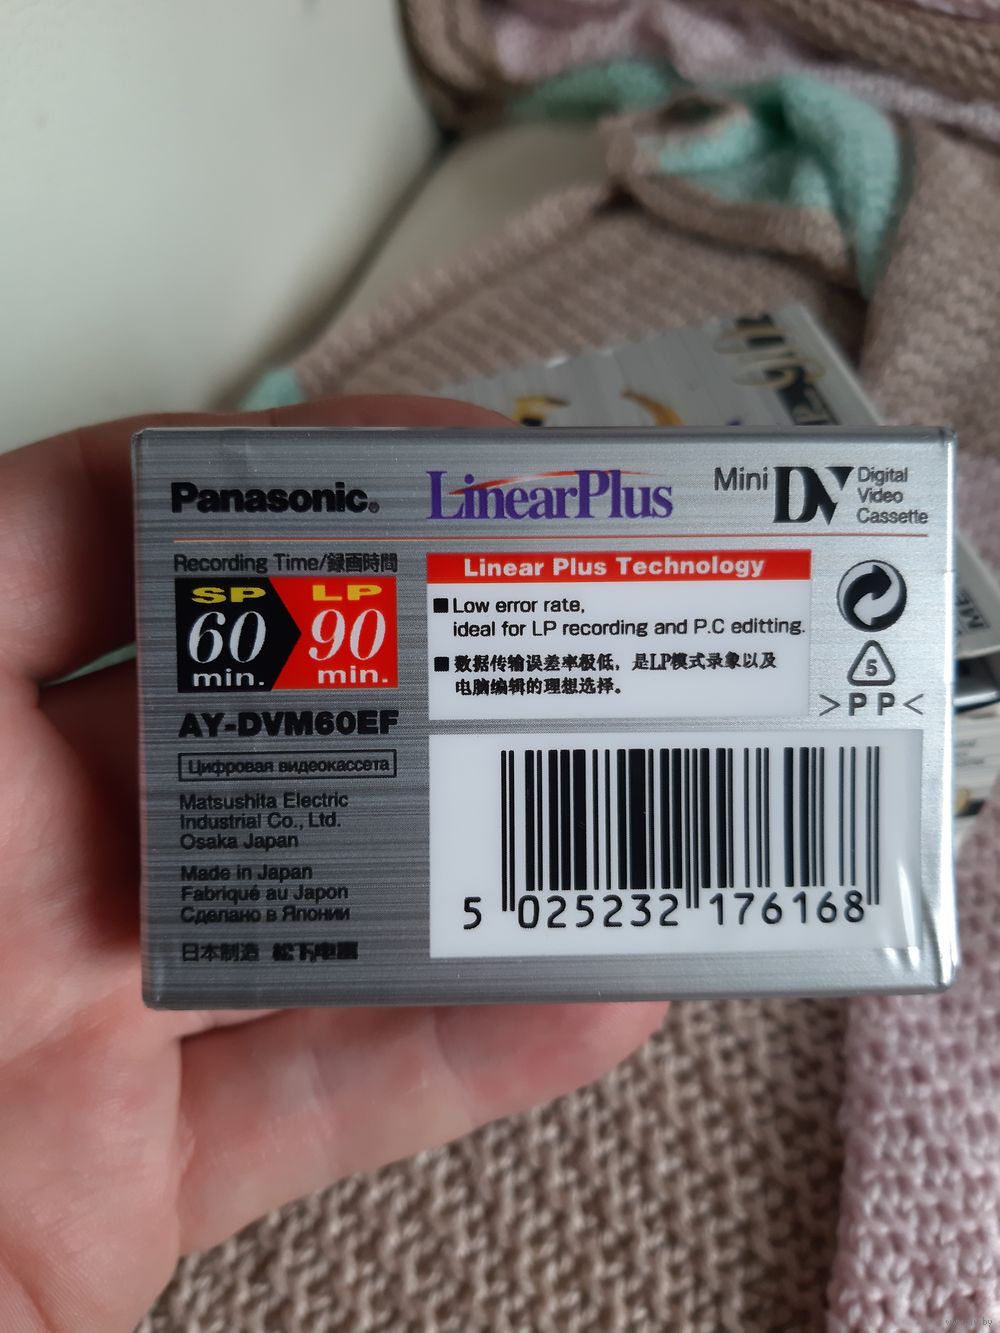 Panasonic®
LinearPlus
Mini DV Digital
Video
Cassette
Recording Time/録画時間
SP LP
60 90
min. min.
AY-DVM60EF
Цифровая видеокассета
Matsushita Electric
Industrial Co., Ltd.
Osaka Japan
Made in Japan
Fabriqué au Japon
Сделано в Японии
日本制造 松下电器
Linear Plus Technology
■ Low error rate,
ideal for LP recording and P.C editting.
■ 数据传输误差率极低，是LP模式录象以及
电脑编辑的理想选择。
5
>PP<
5 025232 176168